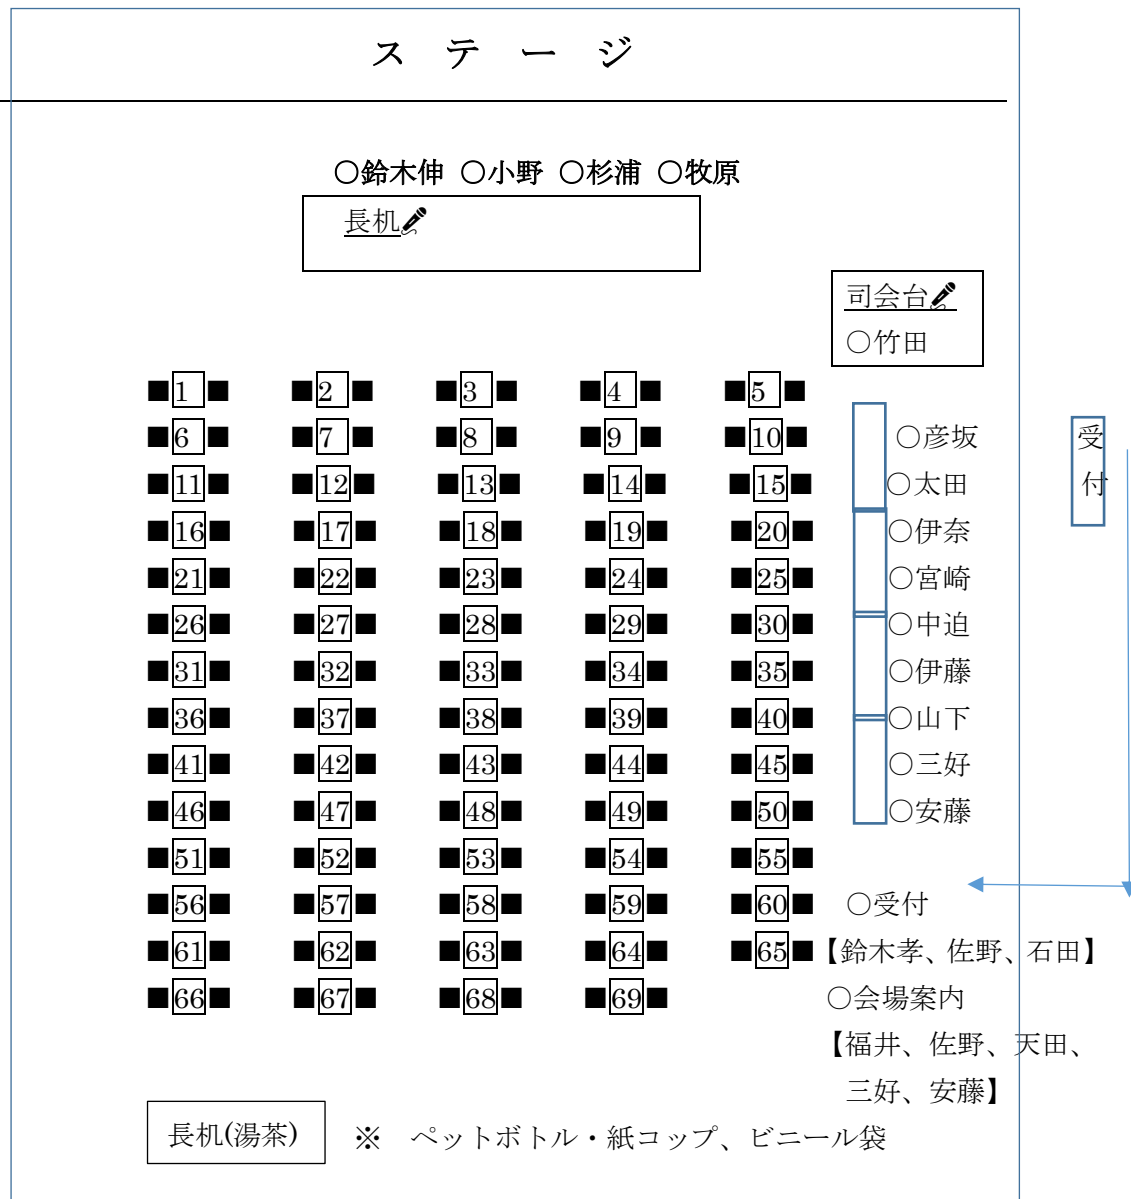 ステージ
○鈴木伸 ○小野 ○杉浦 ○牧原
長机
司会台
○竹田
■1■ ■2■ ■3■ ■4■ ■5■
■6■ ■7■ ■8■ ■9■ ■10■ ○彦坂
■11■ ■12■ ■13■ ■14■ ■15■ ○太田
■16■ ■17■ ■18■ ■19■ ■20■ ○伊奈
■21■ ■22■ ■23■ ■24■ ■25■ ○宮崎
■26■ ■27■ ■28■ ■29■ ■30■ ○中迫
■31■ ■32■ ■33■ ■34■ ■35■ ○伊藤
■36■ ■37■ ■38■ ■39■ ■40■ ○山下
■41■ ■42■ ■43■ ■44■ ■45■ ○三好
■46■ ■47■ ■48■ ■49■ ■50■ ○安藤
■51■ ■52■ ■53■ ■54■ ■55■
■56■ ■57■ ■58■ ■59■ ■60■ ○受付
■61■ ■62■ ■63■ ■64■ ■65■ 【鈴木孝、佐野、石田】
■66■ ■67■ ■68■ ■69■ ○会場案内
【福井、佐野、天田、
三好、安藤】
受付
長机(湯茶) ※ ペットボトル・紙コップ、ビニール袋